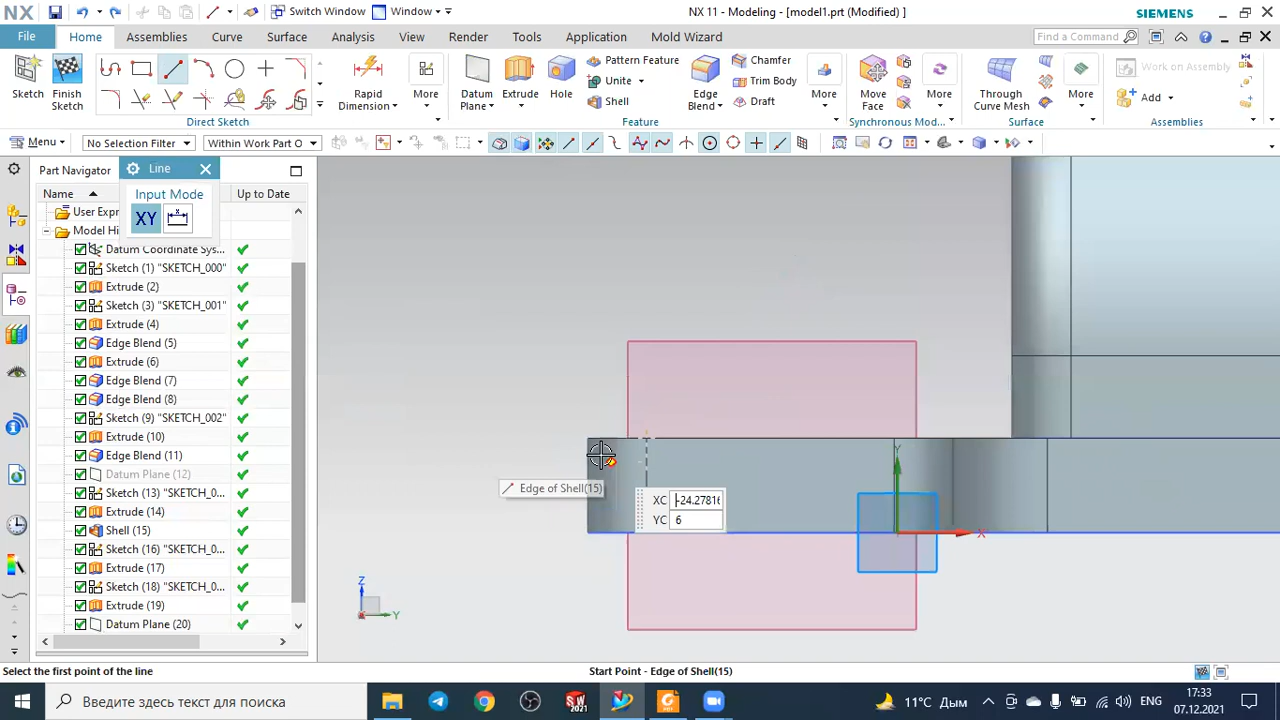 NX
Switch Window
Window
NX 11 - Modeling - [model1.prt (Modified) ]
SIEMENS
File
Home
Assemblies
Curve
Surface
Analysis
View
Render
Tools
Application
Mold Wizard
Find a Command
Sketch
Finish Sketch
Rapid Dimension
More
Datum Plane
Extrude
Hole
Pattern Feature
Unite
Shell
Edge Blend
Chamfer
Trim Body
Draft
More
Move Face
More
Through Curve Mesh
More
Work on Assembly
Add
Direct Sketch
Feature
Synchronous Mod...
Surface
Assemblies
Menu
No Selection Filter
Within Work Part O
Part Navigator
Line
Name
Up to Date
Input Mode
XY
User Expr
Model Hi
Datum Coordinate Sys...
Sketch (1) "SKETCH_000"
Extrude (2)
Sketch (3) "SKETCH_001"
Extrude (4)
Edge Blend (5)
Extrude (6)
Edge Blend (7)
Edge Blend (8)
Sketch (9) "SKETCH_002"
Extrude (10)
Edge Blend (11)
Datum Plane (12)
Sketch (13) "SKETCH_0...
Extrude (14)
Shell (15)
Sketch (16) "SKETCH_0...
Extrude (17)
Sketch (18) "SKETCH_0...
Extrude (19)
Datum Plane (20)
Edge of Shell(15)
XC
-24.27816
YC
6
Y
X
Z
Y
Select the first point of the line
Start Point - Edge of Shell(15)
Введите здесь текст для поиска
11°C Дым
ENG
17:33
07.12.2021